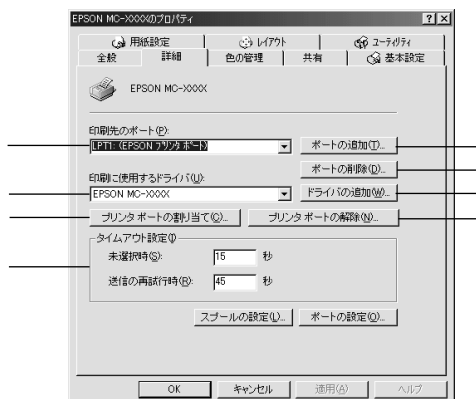 EPSON MC-XXXXのプロパティ
用紙設定 レイアウト ユーティリティ
全般 詳細 色の管理 共有 基本設定
EPSON MC-XXXX
印刷先のポート(P):
LPT1: (EPSON プリンタ ポート) ポートの追加(T)...
ポートの削除(D)...
印刷に使用するドライバ(U):
EPSON MC-XXXX ドライバの追加(W)...
プリンタ ポートの割り当て(C)... プリンタ ポートの解除(N)...
タイムアウト設定(I)
未選択時(S): 15 秒
送信の再試行時(R): 45 秒
スプールの設定(L)... ポートの設定(O)...
OK キャンセル 適用(A) ヘルプ